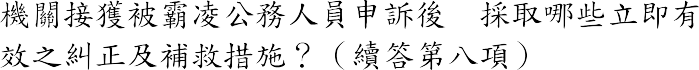 機關接獲被霸凌公務人員申訴後　採取哪些立即有
效之糾正及補救措施？（續答第八項）